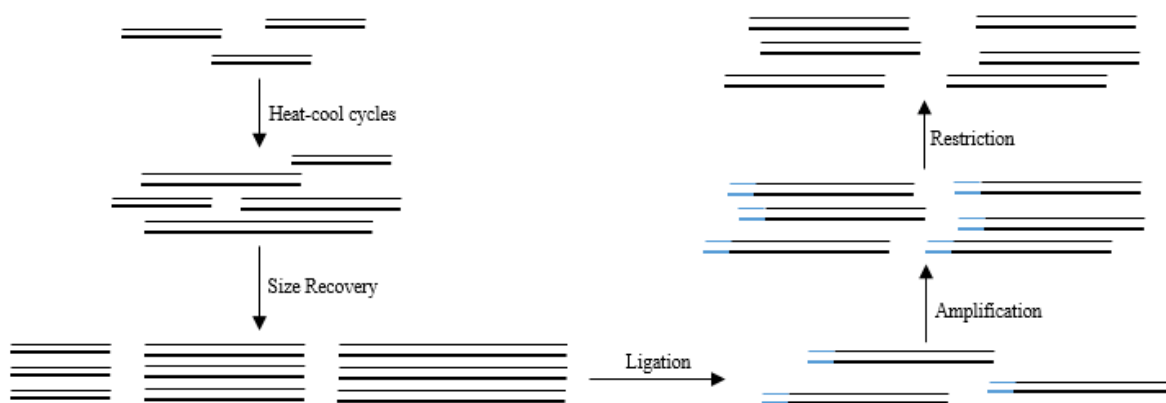 Heat-cool cycles
Size Recovery
Ligation
Amplification
Restriction